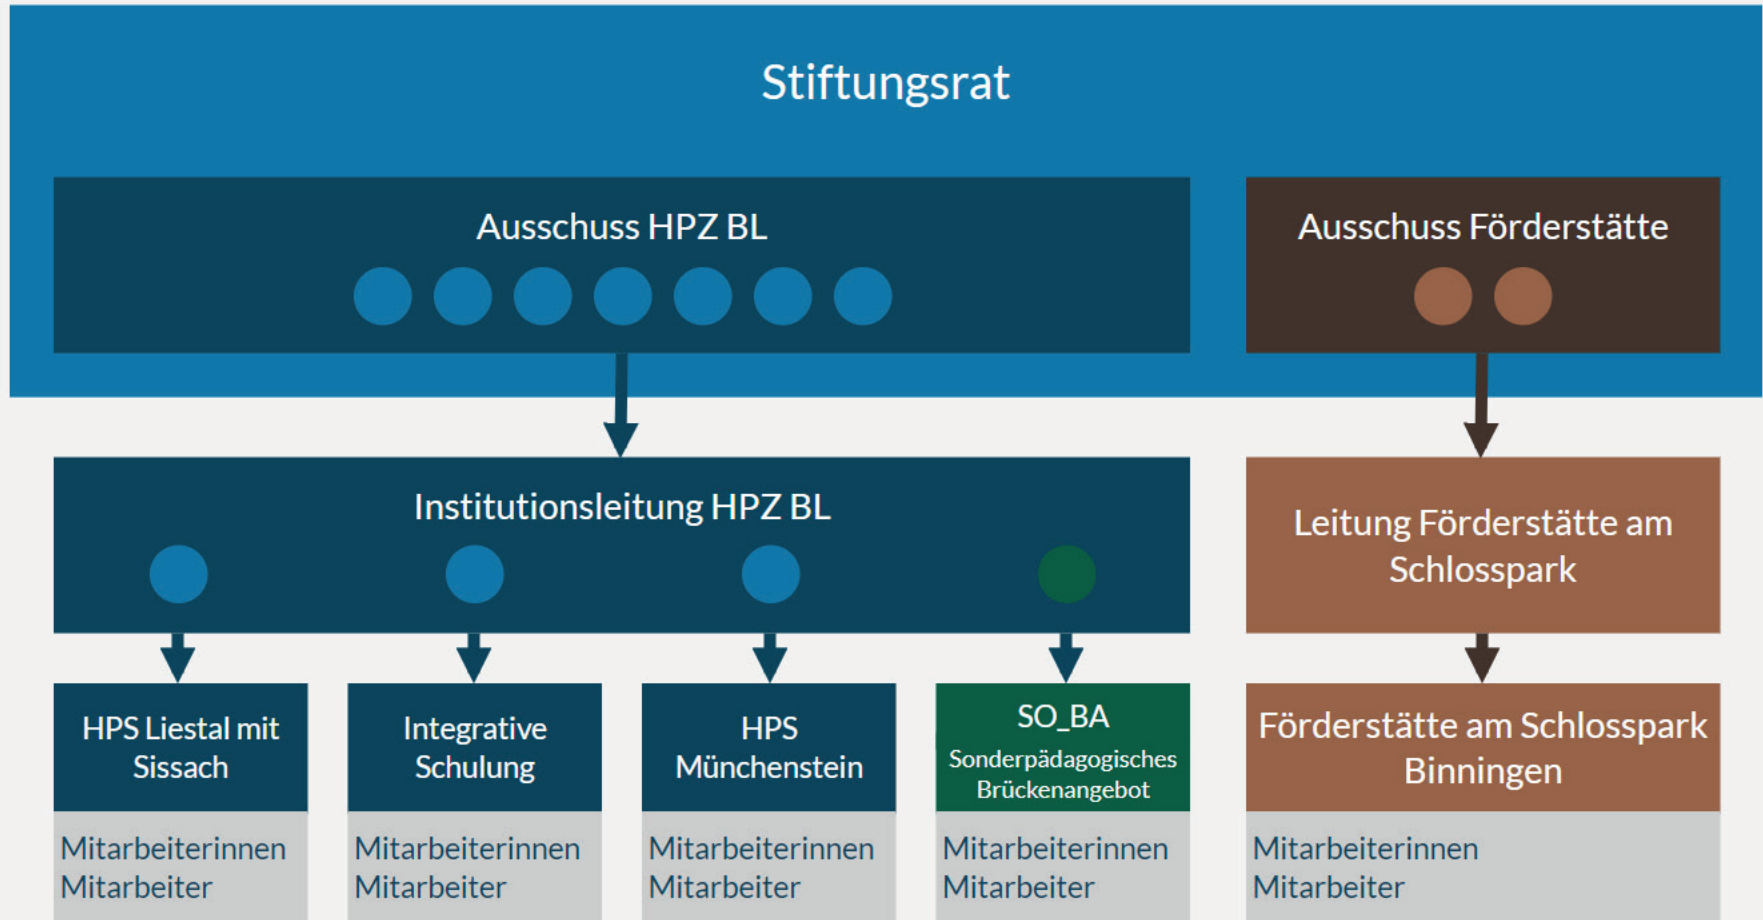 Stiftungsrat
Ausschuss HPZ BL
Ausschuss Förderstätte
Institutionsleitung HPZ BL
Leitung Förderstätte am
Schlosspark
HPS Liestal mit
Sissach
Integrative
Schulung
HPS
Münchenstein
SO_BA
Sonderpädagogisches
Brückenangebot
Förderstätte am Schlosspark
Binningen
Mitarbeiterinnen
Mitarbeiter
Mitarbeiterinnen
Mitarbeiter
Mitarbeiterinnen
Mitarbeiter
Mitarbeiterinnen
Mitarbeiter
Mitarbeiterinnen
Mitarbeiter